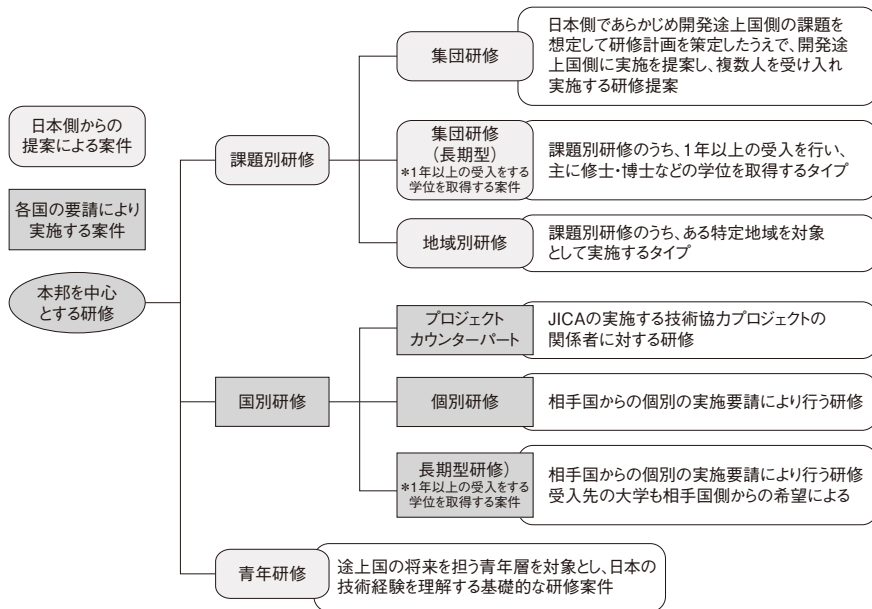 日本側からの
提案による案件
各国の要請により
実施する案件
本邦を中心
とする研修
課題別研修
集団研修
日本側であらかじめ開発途上国側の課題を
想定して研修計画を策定したうえで、開発途
上国側に実施を提案し、複数人を受け入れ
実施する研修提案
集団研修
(長期型)
*1年以上の受入をする
学位を取得する案件
課題別研修のうち、1年以上の受入を行い、
主に修士・博士などの学位を取得するタイプ
地域別研修
課題別研修のうち、ある特定地域を対象
として実施するタイプ
国別研修
プロジェクト
カウンターパート
JICAの実施する技術協力プロジェクトの
関係者に対する研修
個別研修
相手国からの個別の実施要請により行う研修
長期型研修)
*1年以上の受入をする
学位を取得する案件
相手国からの個別の実施要請により行う研修
受入先の大学も相手国側からの希望による
青年研修
途上国の将来を担う青年層を対象とし、日本の
技術経験を理解する基礎的な研修案件